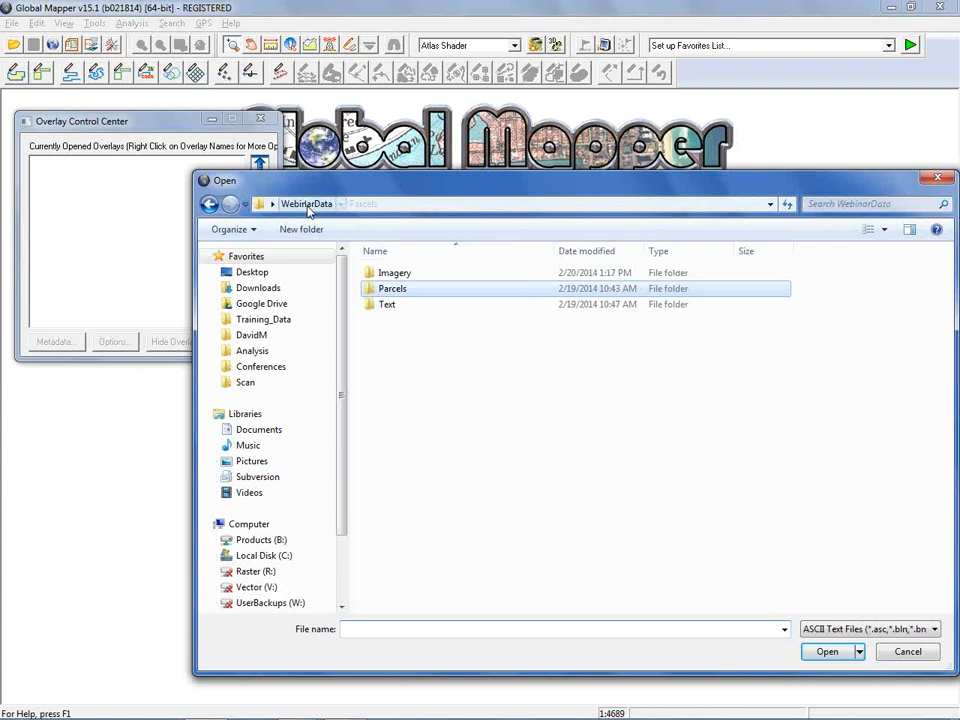 Global Mapper v15.1 (b021814) [64-bit] - REGISTERED
File Edit View Tools Analysis Search GPS Help
Atlas Shader
Set up Favorites List...
Global Mapper
Overlay Control Center
Currently Opened Overlays (Right Click on Overlay Names for More Op
Metadata... Options... Hide Overla
Open
WebinarData Parcels
Search WebinarData
Organize New folder
Name Date modified Type Size
Imagery 2/20/2014 1:17 PM File folder
Parcels 2/19/2014 10:43 AM File folder
Text 2/19/2014 10:47 AM File folder
Favorites
Desktop
Downloads
Google Drive
Training_Data
DavidM
Analysis
Conferences
Scan
Libraries
Documents
Music
Pictures
Subversion
Videos
Computer
Products (B:)
Local Disk (C:)
Raster (R:)
Vector (V:)
UserBackups (W:)
File name:
ASCII Text Files (*.asc,*.bln,*.bn
Open Cancel
For Help, press F1
1:4689